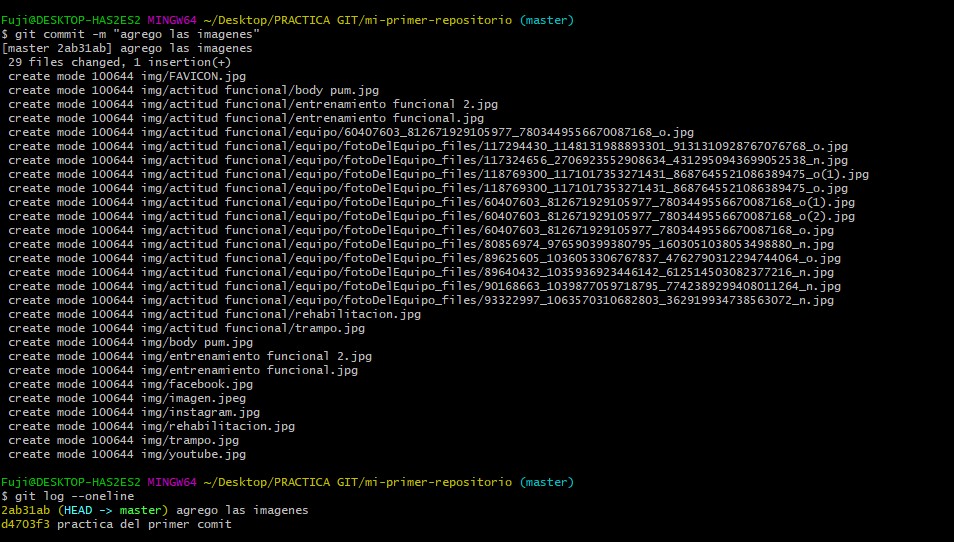 Fuji@DESKTOP-HAS2ES2 MINGW64 ~/Desktop/PRACTICA GIT/mi-primer-repositorio (master)
$ git commit -m "agrego las imagenes"
[master 2ab31ab] agrego las imagenes
 29 files changed, 1 insertion(+)
 create mode 100644 img/FAVICON.jpg
 create mode 100644 img/actitud funcional/body pum.jpg
 create mode 100644 img/actitud funcional/entrenamiento funcional 2.jpg
 create mode 100644 img/actitud funcional/entrenamiento funcional.jpg
 create mode 100644 img/actitud funcional/equipo/60407603_812671929105977_7803449556670087168_o.jpg
 create mode 100644 img/actitud funcional/equipo/fotoDelEquipo_files/117294430_1148131988893301_9131310928767076768_o.jpg
 create mode 100644 img/actitud funcional/equipo/fotoDelEquipo_files/117324656_2706923552908634_4312950943699052538_n.jpg
 create mode 100644 img/actitud funcional/equipo/fotoDelEquipo_files/118769300_1171017353271431_8687645521086389475_o(1).jpg
 create mode 100644 img/actitud funcional/equipo/fotoDelEquipo_files/118769300_1171017353271431_8687645521086389475_o.jpg
 create mode 100644 img/actitud funcional/equipo/fotoDelEquipo_files/60407603_812671929105977_7803449556670087168_o(1).jpg
 create mode 100644 img/actitud funcional/equipo/fotoDelEquipo_files/60407603_812671929105977_7803449556670087168_o(2).jpg
 create mode 100644 img/actitud funcional/equipo/fotoDelEquipo_files/60407603_812671929105977_7803449556670087168_o.jpg
 create mode 100644 img/actitud funcional/equipo/fotoDelEquipo_files/80856974_976590399380795_1603051038053498880_n.jpg
 create mode 100644 img/actitud funcional/equipo/fotoDelEquipo_files/89625605_1036053306767837_4762790312294744064_o.jpg
 create mode 100644 img/actitud funcional/equipo/fotoDelEquipo_files/89640432_1035936923446142_612514503082377216_n.jpg
 create mode 100644 img/actitud funcional/equipo/fotoDelEquipo_files/90168663_1039877059718795_7742389299408011264_n.jpg
 create mode 100644 img/actitud funcional/equipo/fotoDelEquipo_files/93322997_1063570310682803_362919934738563072_n.jpg
 create mode 100644 img/actitud funcional/rehabilitacion.jpg
 create mode 100644 img/actitud funcional/trampo.jpg
 create mode 100644 img/body pum.jpg
 create mode 100644 img/entrenamiento funcional 2.jpg
 create mode 100644 img/entrenamiento funcional.jpg
 create mode 100644 img/facebook.jpg
 create mode 100644 img/imagen.jpeg
 create mode 100644 img/instagram.jpg
 create mode 100644 img/rehabilitacion.jpg
 create mode 100644 img/trampo.jpg
 create mode 100644 img/youtube.jpg
Fuji@DESKTOP-HAS2ES2 MINGW64 ~/Desktop/PRACTICA GIT/mi-primer-repositorio (master)
$ git log --oneline
2ab31ab (HEAD -> master) agrego las imagenes
d4703f3 practica del primer comit